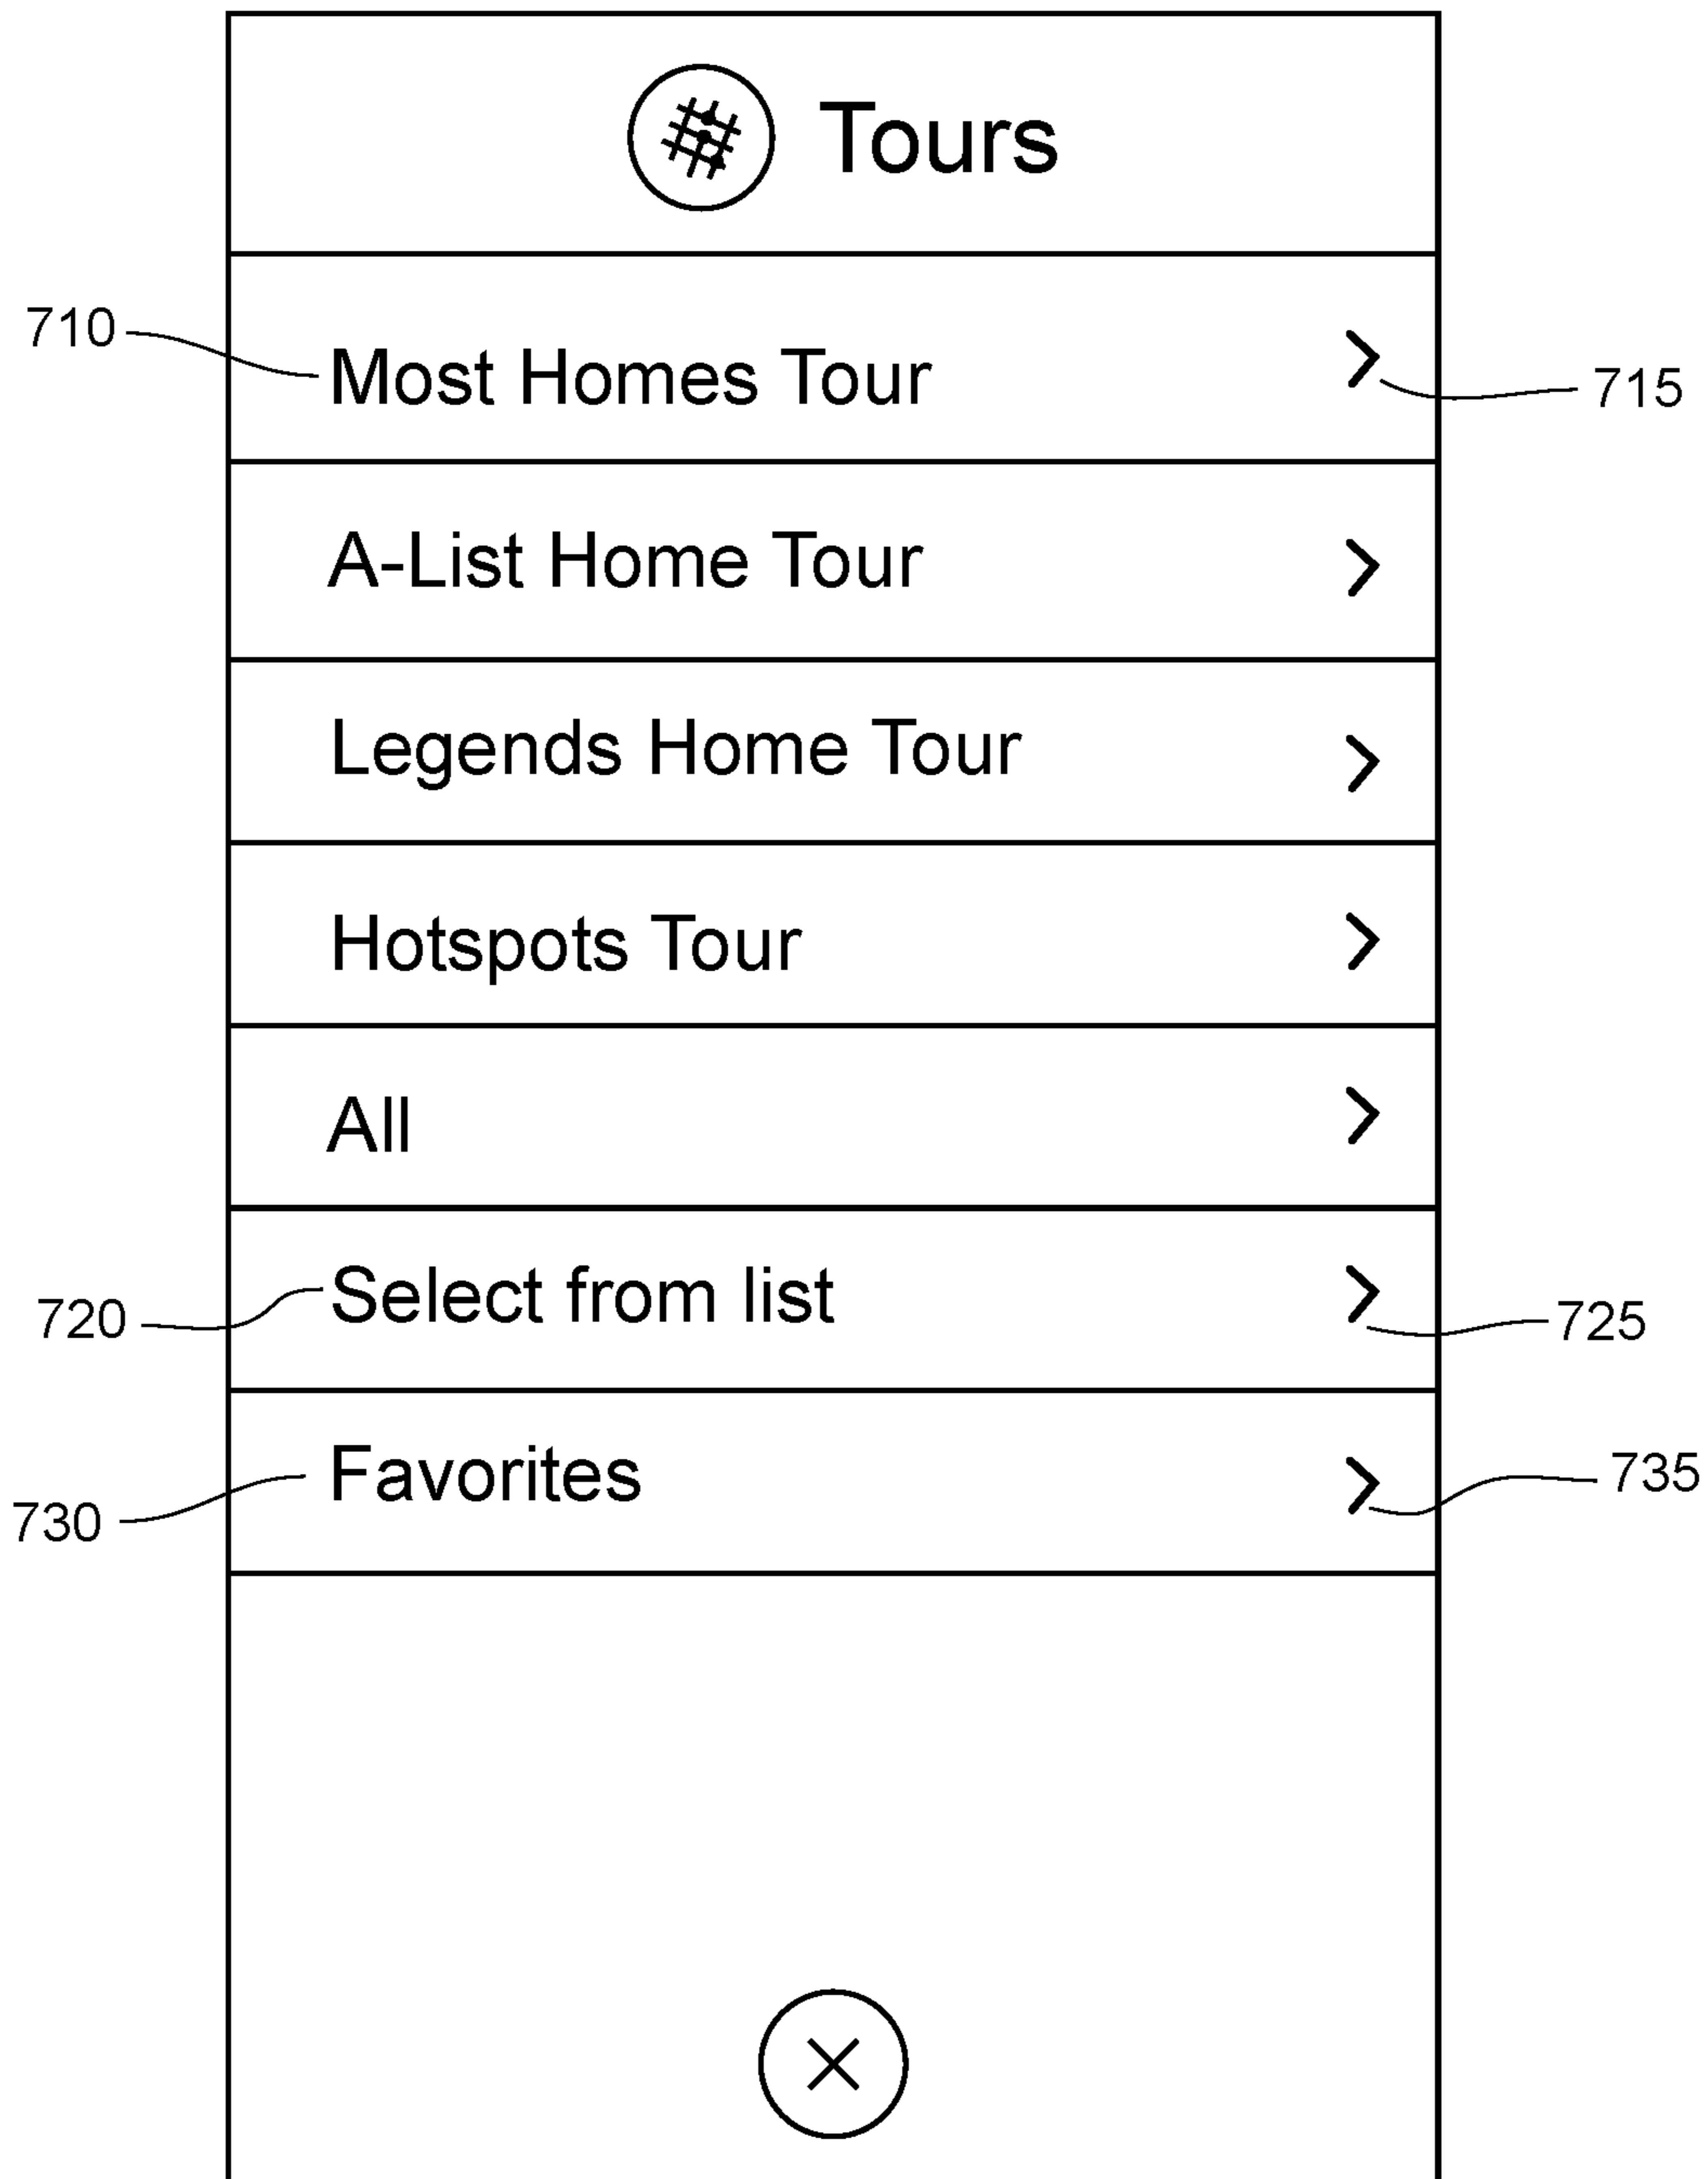 Tours
710
Most Homes Tour
715
A-List Home Tour
Legends Home Tour
Hotspots Tour
All
720
Select from list
725
730
Favorites
735